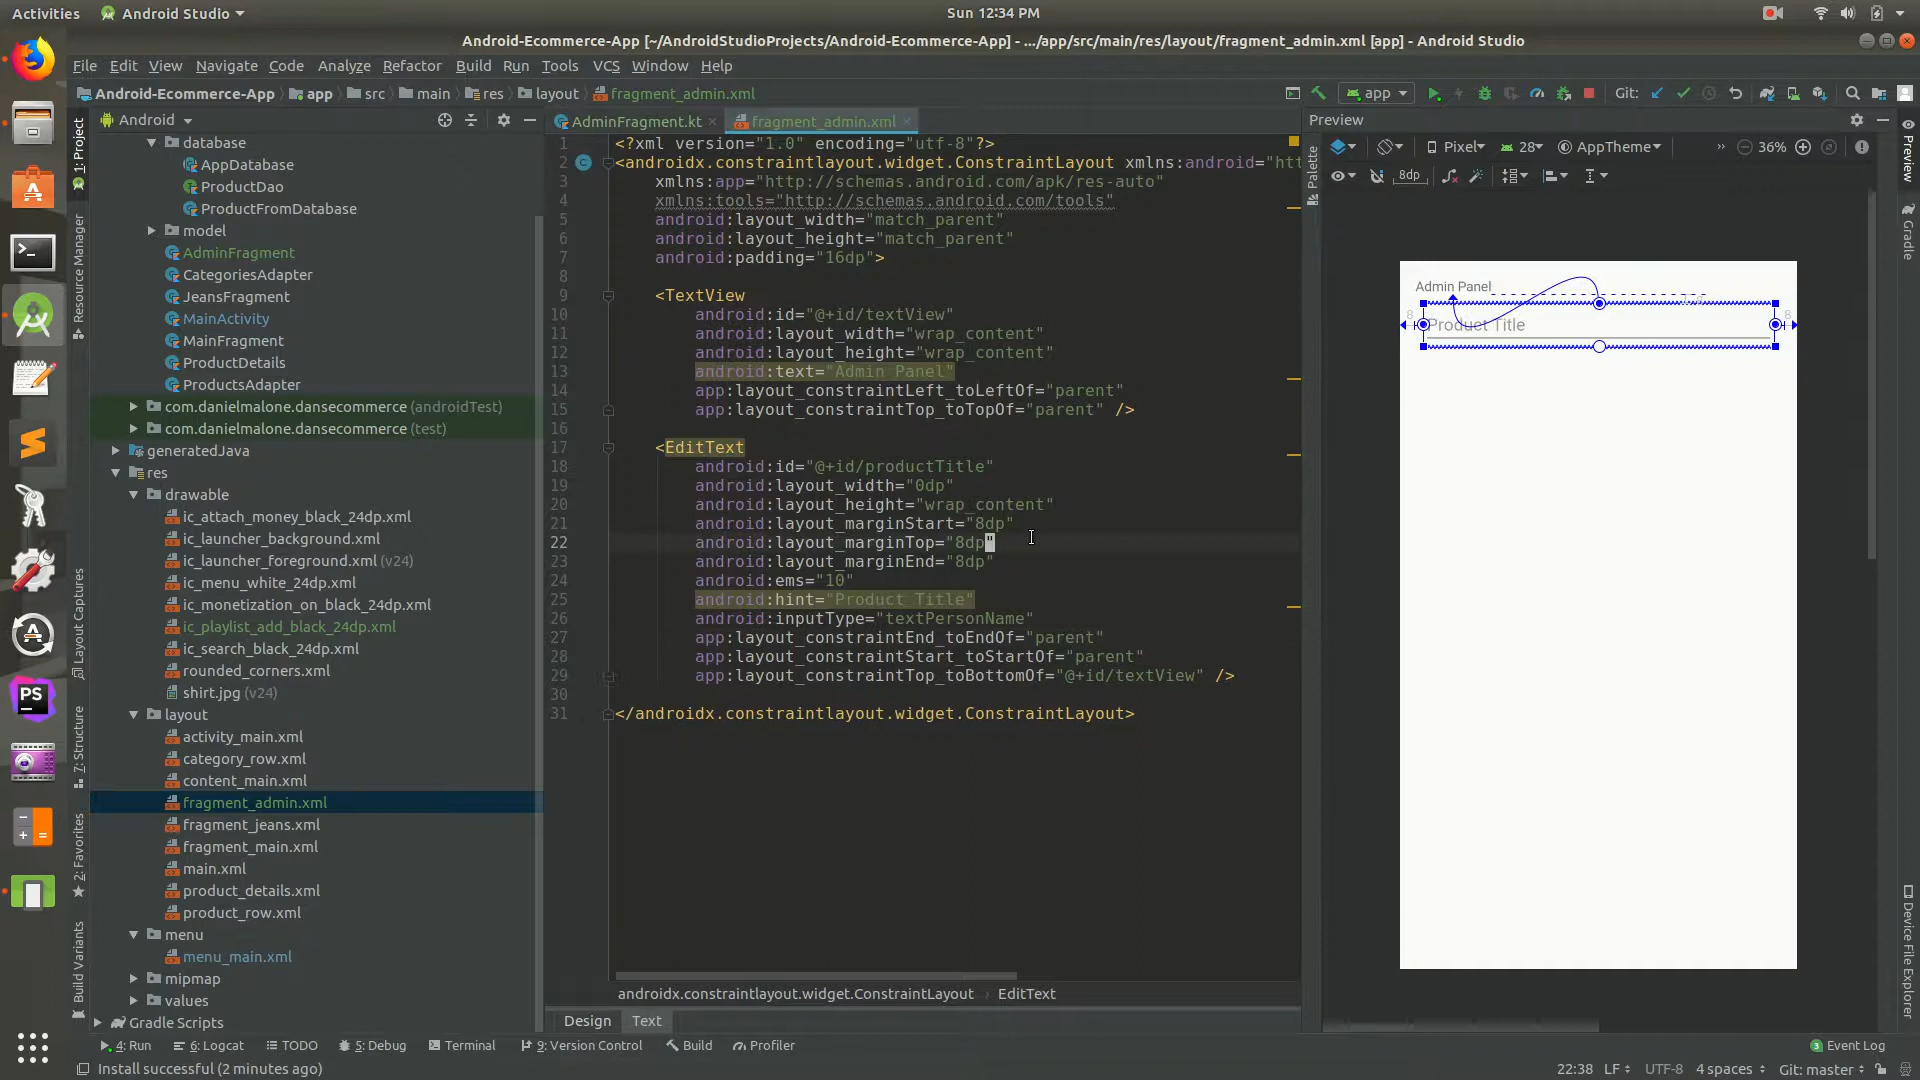 Activities
Android Studio
Sun 12:34 PM
Android-Ecommerce-App [~/AndroidStudioProjects/Android-Ecommerce-App] - .../app/src/main/res/layout/fragment_admin.xml [app] - Android Studio
File Edit View Navigate Code Analyze Refactor Build Run Tools VCS Window Help
Android-Ecommerce-App app src main res layout fragment_admin.xml
app
Git:
Android
AdminFragment.kt
fragment_admin.xml
Preview
database
AppDatabase
ProductDao
ProductFromDatabase
model
AdminFragment
CategoriesAdapter
JeansFragment
MainActivity
MainFragment
ProductDetails
ProductsAdapter
com.danielmalone.dansecommerce (androidTest)
com.danielmalone.dansecommerce (test)
generatedJava
res
drawable
ic_attach_money_black_24dp.xml
ic_launcher_background.xml
ic_launcher_foreground.xml (v24)
ic_menu_white_24dp.xml
ic_monetization_on_black_24dp.xml
ic_playlist_add_black_24dp.xml
ic_search_black_24dp.xml
rounded_corners.xml
shirt.jpg (v24)
layout
activity_main.xml
category_row.xml
content_main.xml
fragment_admin.xml
fragment_jeans.xml
fragment_main.xml
main.xml
product_details.xml
product_row.xml
menu
menu_main.xml
mipmap
values
Gradle Scripts
1: Project
Resource Manager
Layout Captures
7: Structure
2: Favorites
Build Variants
PS
1 <?xml version="1.0" encoding="utf-8"?>
2 <androidx.constraintlayout.widget.ConstraintLayout xmlns:android="htt
3 xmlns:app="http://schemas.android.com/apk/res-auto"
4 xmlns:tools="http://schemas.android.com/tools"
5 android:layout_width="match_parent"
6 android:layout_height="match_parent"
7 android:padding="16dp">
8
9 <TextView
10 android:id="@+id/textView"
11 android:layout_width="wrap_content"
12 android:layout_height="wrap_content"
13 android:text="Admin Panel"
14 app:layout_constraintLeft_toLeftOf="parent"
15 app:layout_constraintTop_toTopOf="parent" />
16
17 <EditText
18 android:id="@+id/productTitle"
19 android:layout_width="0dp"
20 android:layout_height="wrap_content"
21 android:layout_marginStart="8dp"
22 android:layout_marginTop="8dp"
23 android:layout_marginEnd="8dp"
24 android:ems="10"
25 android:hint="Product Title"
26 android:inputType="textPersonName"
27 app:layout_constraintEnd_toEndOf="parent"
28 app:layout_constraintStart_toStartOf="parent"
29 app:layout_constraintTop_toBottomOf="@+id/textView" />
30
31 </androidx.constraintlayout.widget.ConstraintLayout>
androidx.constraintlayout.widget.ConstraintLayout › EditText
Design Text
Palette
Pixel 28 AppTheme » 36%
8dp
Admin Panel
8 Product Title 8
Preview
Gradle
Device File Explorer
4: Run 6: Logcat TODO 5: Debug Terminal 9: Version Control Build Profiler
3 Event Log
Install successful (2 minutes ago)
22:38 LF UTF-8 4 spaces Git: master